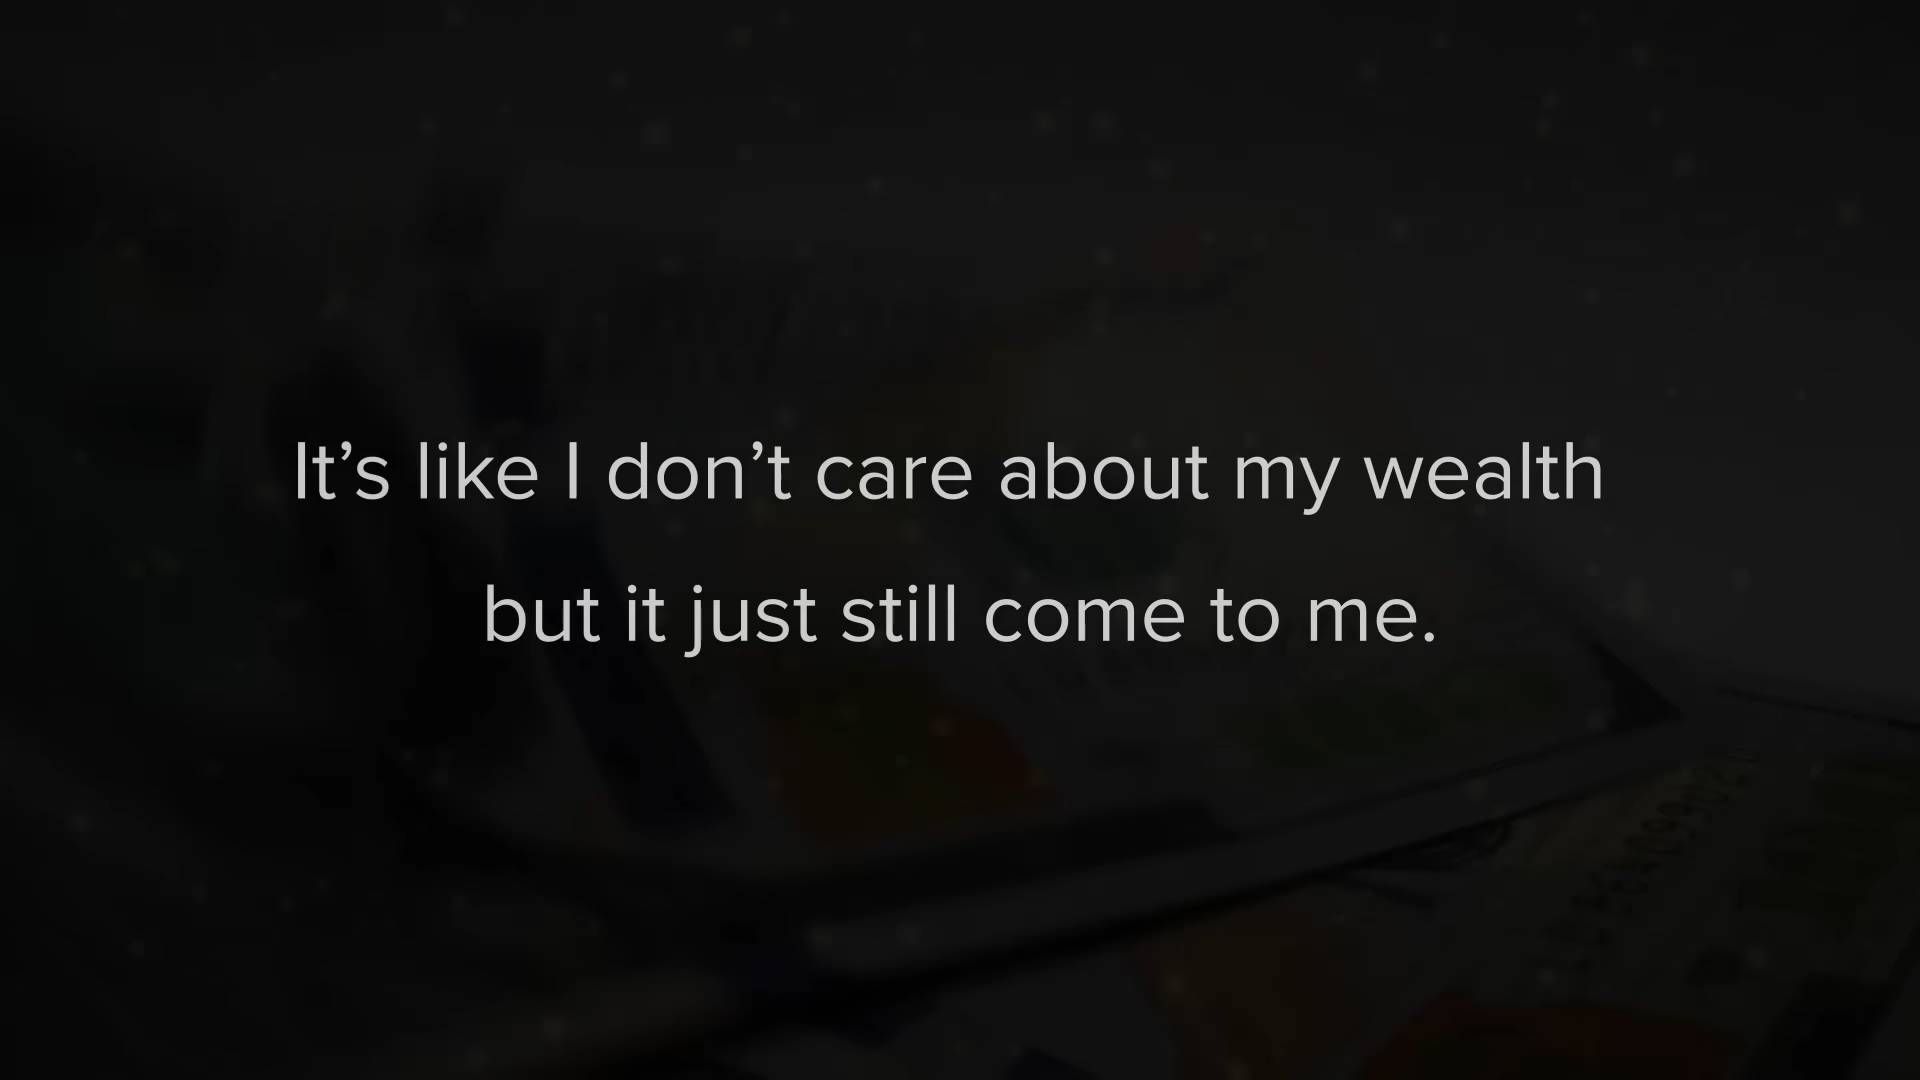 It’s like I don’t care about my wealth
but it just still come to me.